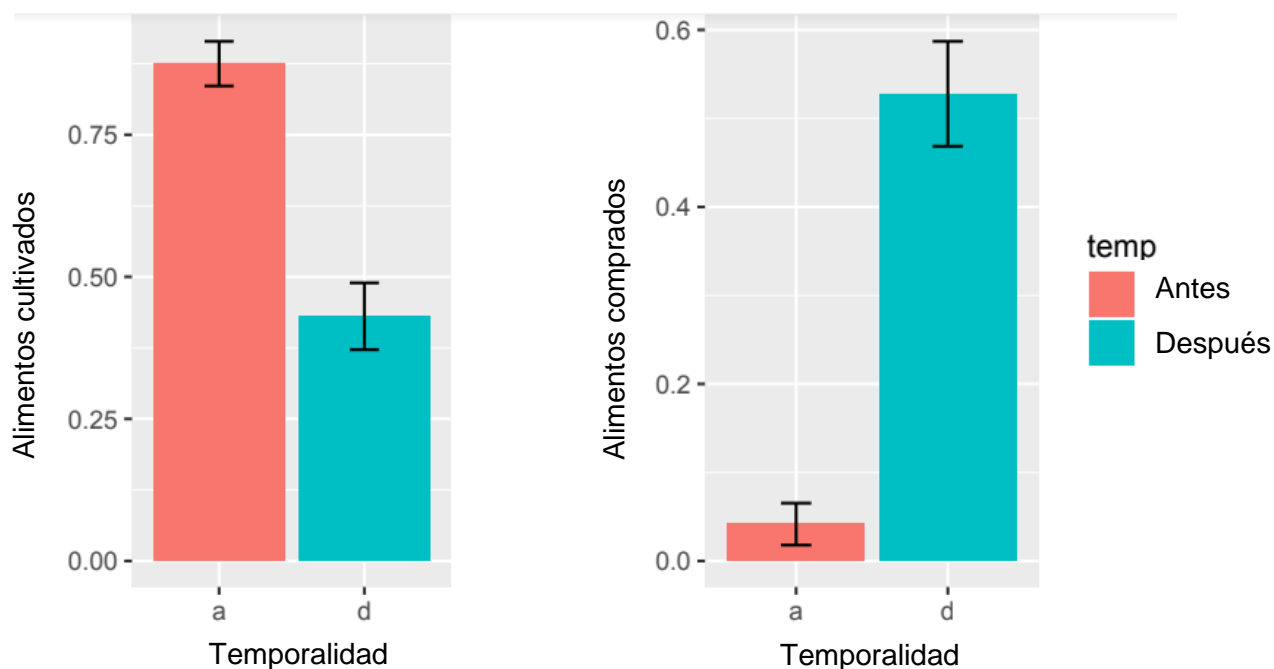 Alimentos cultivados
0.75
0.50
0.25
0.00
a
d
Temporalidad
Alimentos comprados
0.6
0.4
0.2
0.0
a
d
Temporalidad
temp
Antes
Después